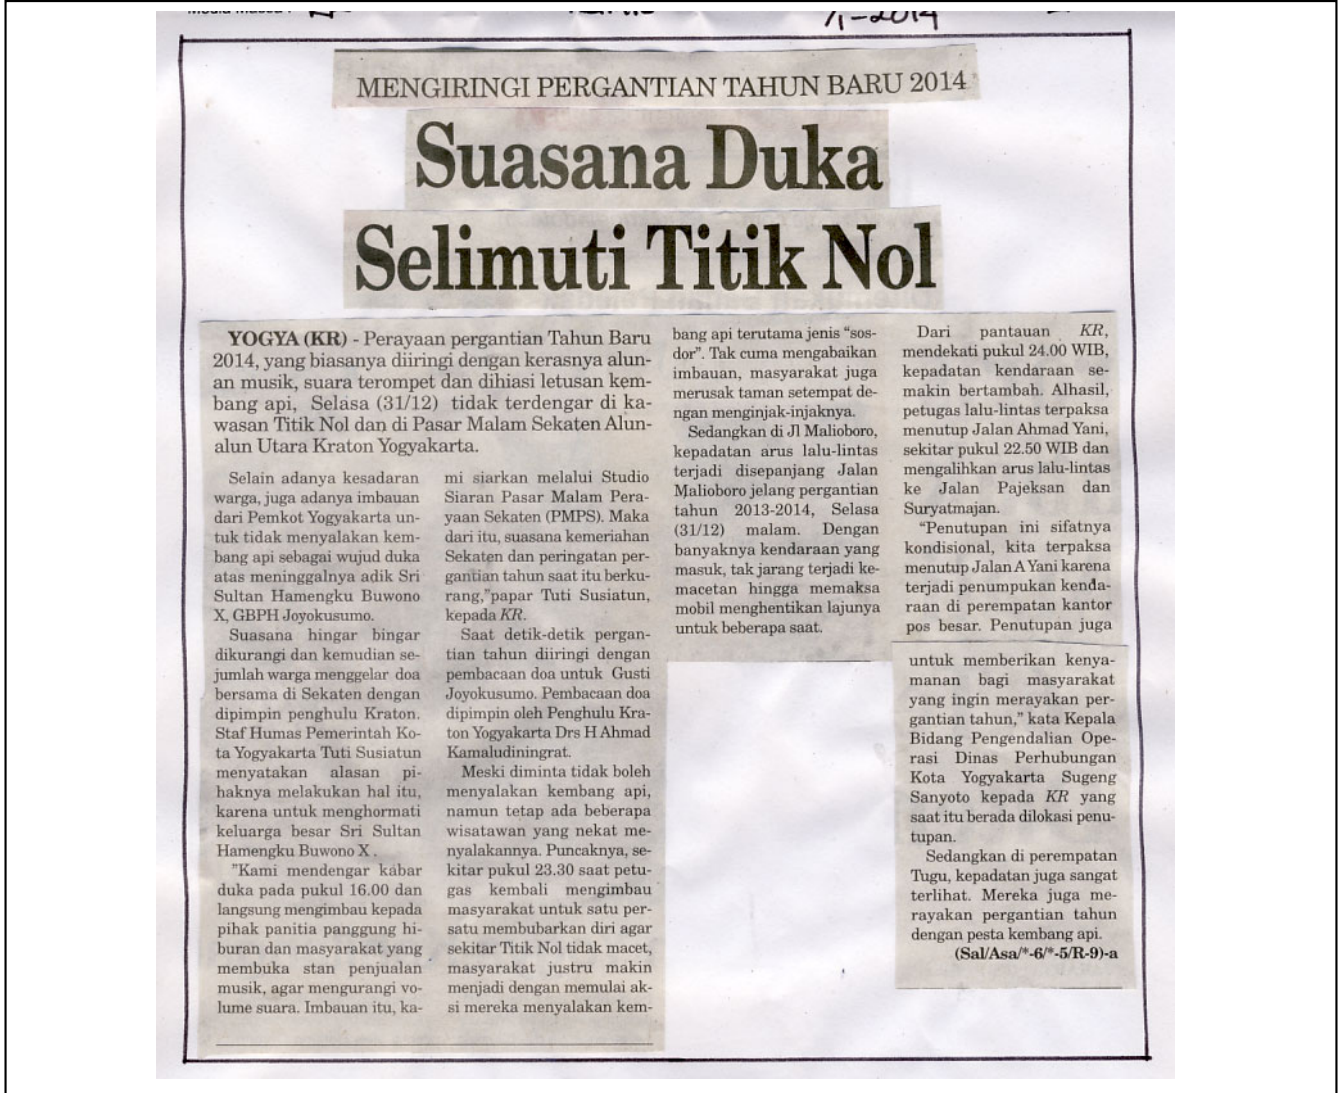 1-2014
MENGIRINGI PERGANTIAN TAHUN BARU 2014
Suasana Duka
Selimuti Titik Nol
YOGYA (KR) - Perayaan pergantian Tahun Baru
2014, yang biasanya diiringi dengan kerasnya alun-
an musik, suara terompet dan dihiasi letusan kem-
bang api, Selasa (31/12) tidak terdengar di ka-
wasan Titik Nol dan di Pasar Malam Sekaten Alun-
alun Utara Kraton Yogyakarta.
Selain adanya kesadaran
warga, juga adanya imbauan
dari Pemkot Yogyakarta un-
tuk tidak menyalakan kem-
bang api sebagai wujud duka
atas meninggalnya adik Sri
Sultan Hamengku Buwono
X, GBPH Joyokusumo.
Suasana hingar bingar
dikurangi dan kemudian se-
jumlah warga menggelar doa
bersama di Sekaten dengan
dipimpin penghulu Kraton.
Staf Humas Pemerintah Ko-
ta Yogyakarta Tuti Susiatun
menyatakan alasan pi-
haknya melakukan hal itu,
karena untuk menghormati
keluarga besar Sri Sultan
Hamengku Buwono X .
"Kami mendengar kabar
duka pada pukul 16.00 dan
langsung mengimbau kepada
pihak panitia panggung hi-
buran dan masyarakat yang
membuka stan penjualan
musik, agar mengurangi vo-
lume suara. Imbauan itu, ka-
mi siarkan melalui Studio
Siaran Pasar Malam Pera-
yaan Sekaten (PMPS). Maka
dari itu, suasana kemeriahan
Sekaten dan peringatan per-
gantian tahun saat itu berku-
rang,"papar Tuti Susiatun,
kepada KR.
Saat detik-detik pergan-
tian tahun diiringi dengan
pembacaan doa untuk Gusti
Joyokusumo. Pembacaan doa
dipimpin oleh Penghulu Kra-
ton Yogyakarta Drs H Ahmad
Kamaludiningrat.
Meski diminta tidak boleh
menyalakan kembang api,
namun tetap ada beberapa
wisatawan yang nekat me-
nyalakannya. Puncaknya, se-
kitar pukul 23.30 saat petu-
gas kembali mengimbau
masyarakat untuk satu per-
satu membubarkan diri agar
sekitar Titik Nol tidak macet,
masyarakat justru makin
menjadi dengan memulai ak-
si mereka menyalakan kem-
bang api terutama jenis “sos-
dor”. Tak cuma mengabaikan
imbauan, masyarakat juga
merusak taman setempat de-
ngan menginjak-injaknya.
Sedangkan di Jl Malioboro,
kepadatan arus lalu-lintas
terjadi disepanjang Jalan
Malioboro jelang pergantian
tahun 2013-2014, Selasa
(31/12) malam. Dengan
banyaknya kendaraan yang
masuk, tak jarang terjadi ke-
macetan hingga memaksa
mobil menghentikan lajunya
untuk beberapa saat.
Dari pantauan KR,
mendekati pukul 24.00 WIB,
kepadatan kendaraan se-
makin bertambah. Alhasil,
petugas lalu-lintas terpaksa
menutup Jalan Ahmad Yani,
sekitar pukul 22.50 WIB dan
mengalihkan arus lalu-lintas
ke Jalan Pajeksan dan
Suryatmajan.
“Penutupan ini sifatnya
kondisional, kita terpaksa
menutup Jalan A Yani karena
terjadi penumpukan kenda-
raan di perempatan kantor
pos besar. Penutupan juga
untuk memberikan kenya-
manan bagi masyarakat
yang ingin merayakan per-
gantian tahun,” kata Kepala
Bidang Pengendalian Ope-
rasi Dinas Perhubungan
Kota Yogyakarta Sugeng
Sanyoto kepada KR yang
saat itu berada dilokasi penu-
tupan.
Sedangkan di perempatan
Tugu, kepadatan juga sangat
terlihat. Mereka juga me-
rayakan pergantian tahun
dengan pesta kembang api.
(Sal/Asa/*-6/*-5/R-9)-a